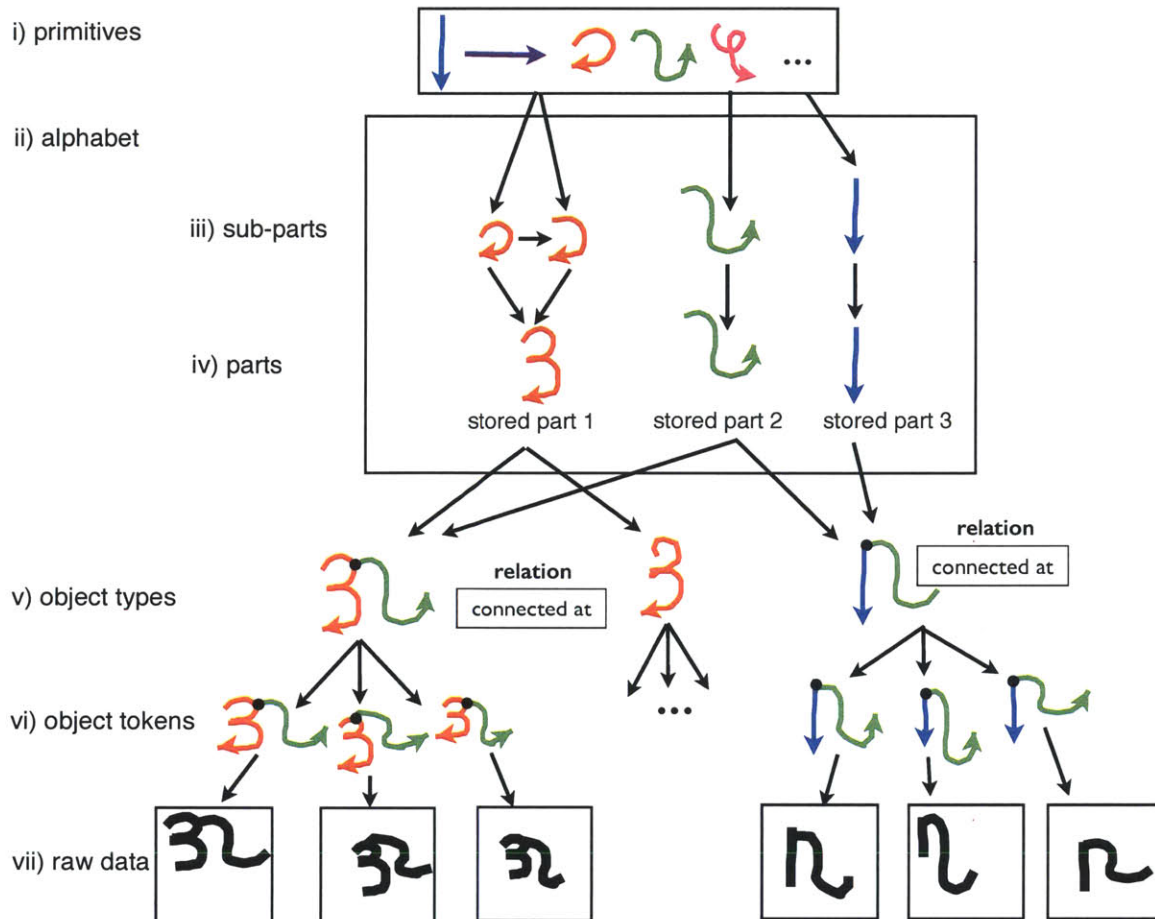 i) primitives
...
ii) alphabet
iii) sub-parts
iv) parts
stored part 1
stored part 2
stored part 3
relation
connected at
relation
connected at
v) object types
...
vi) object tokens
vii) raw data